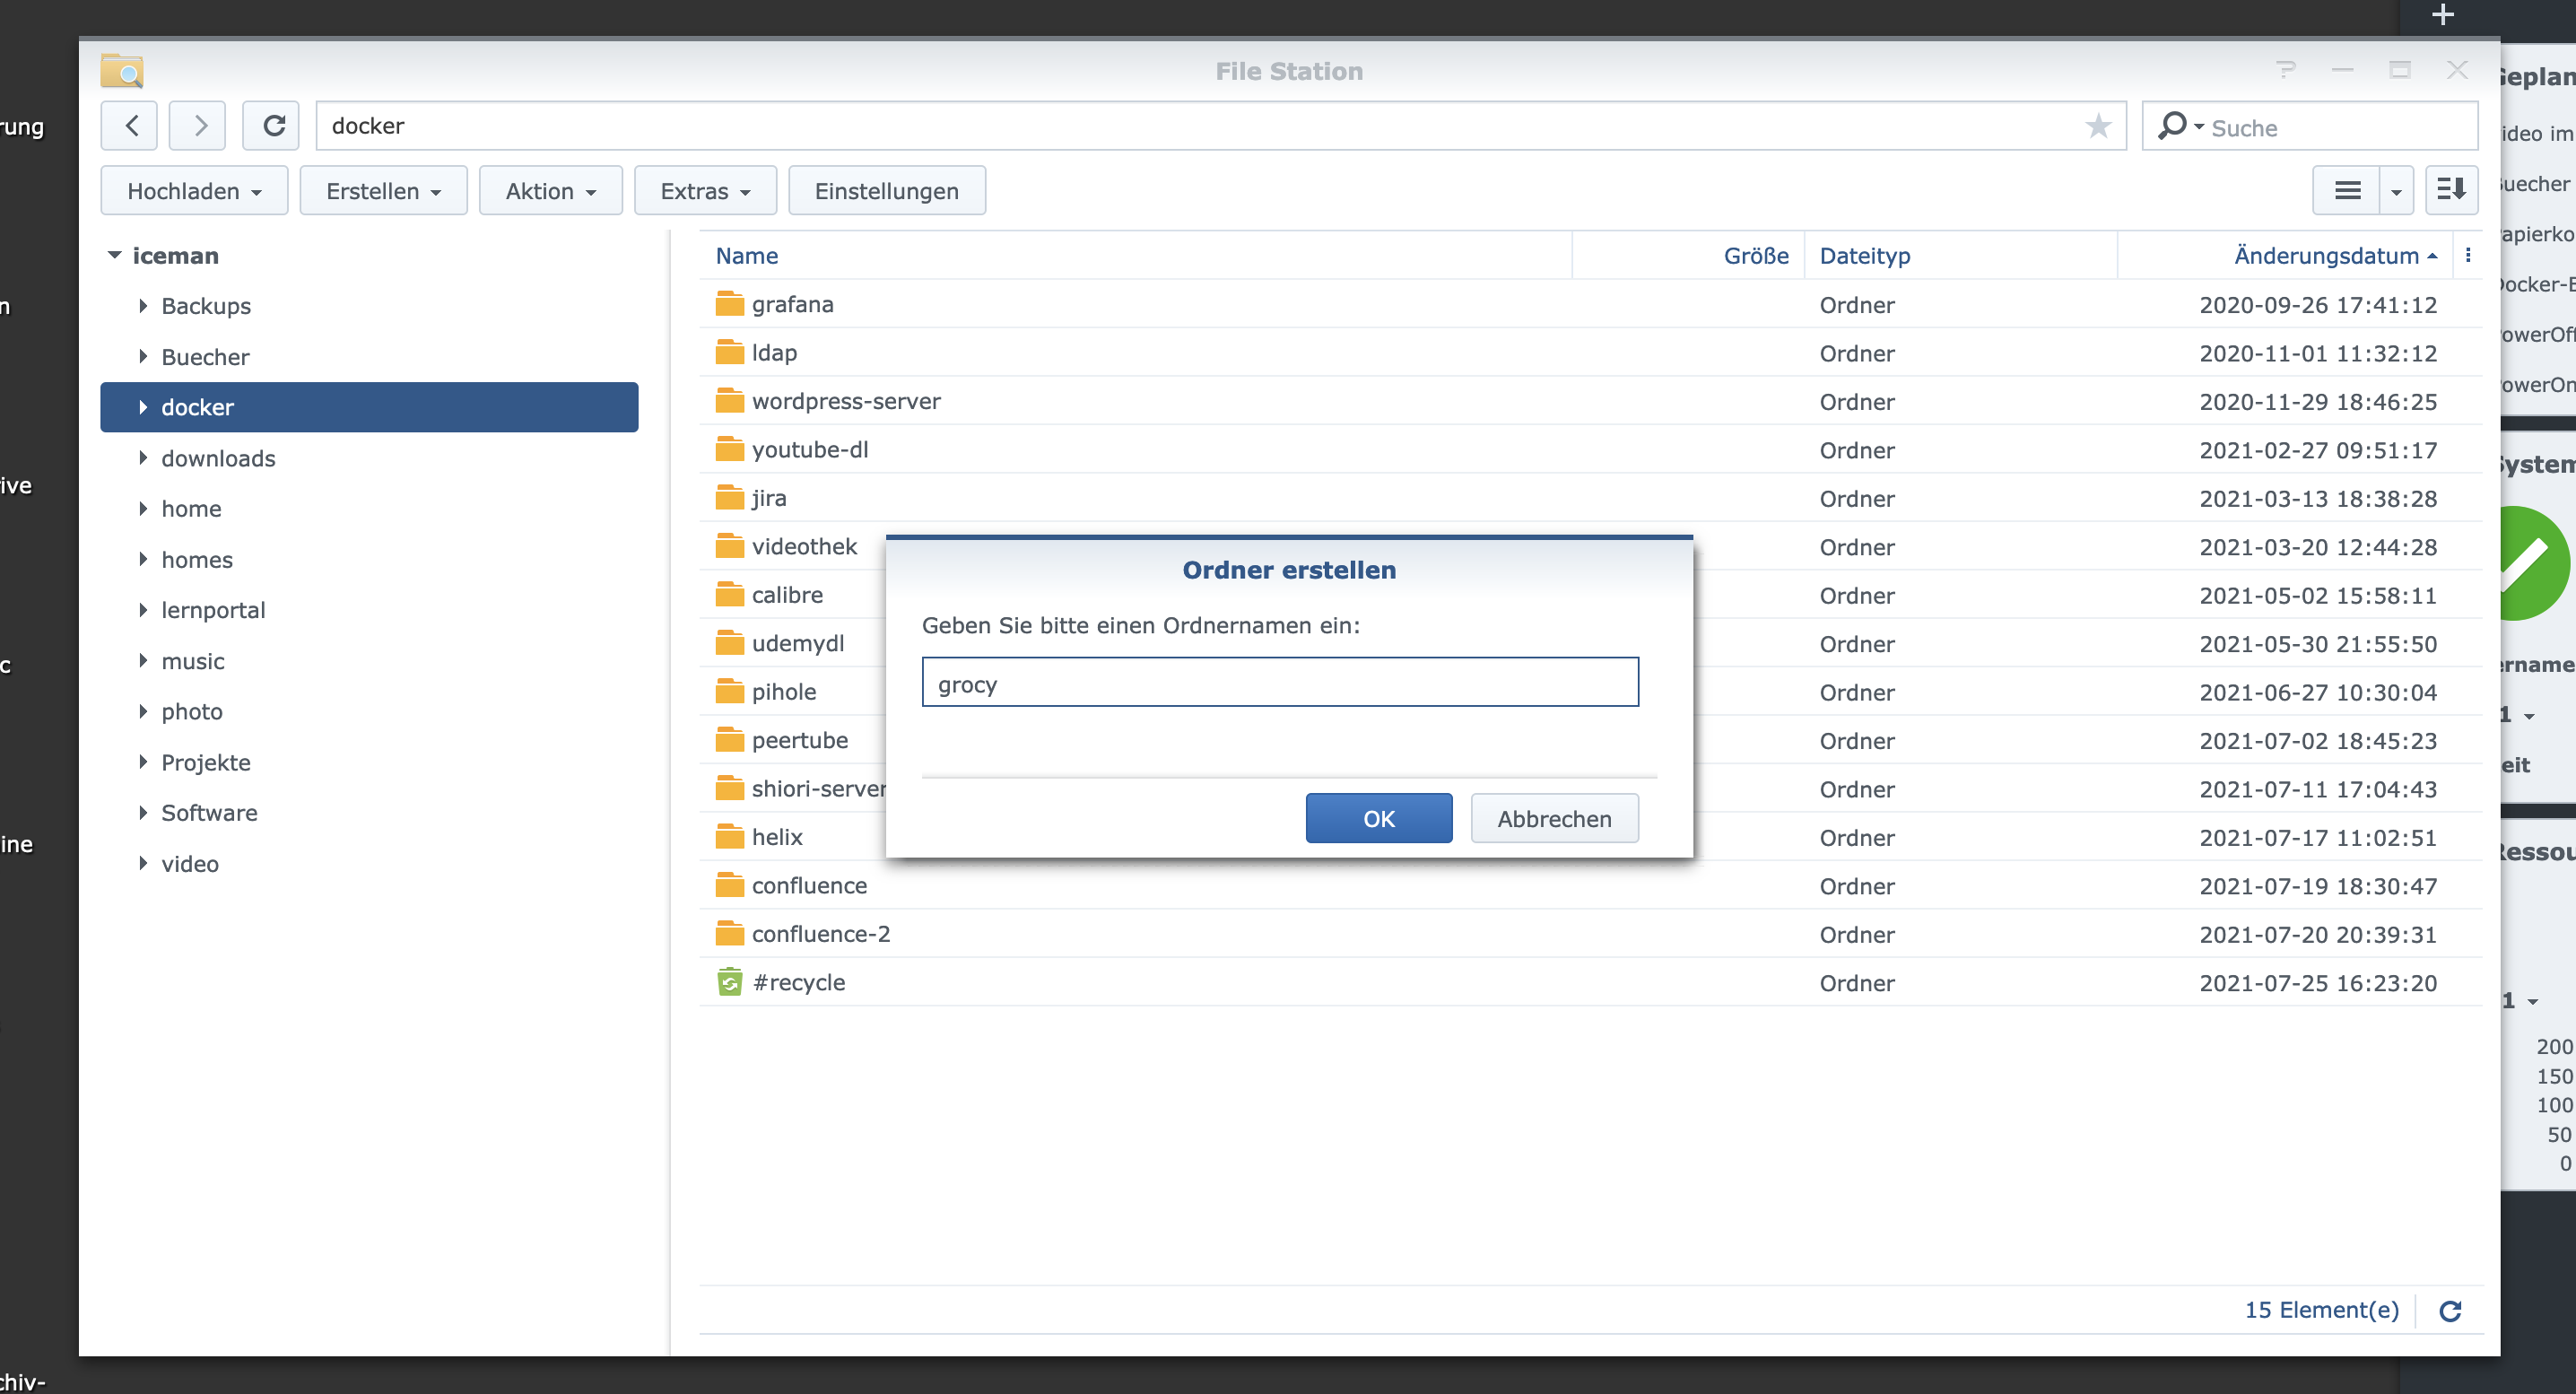 File Station
docker
Suche
Hochladen
Erstellen
Aktion
Extras
Einstellungen
iceman
Backups
Buecher
docker
downloads
home
homes
lernportal
music
photo
Projekte
Software
video
Name Größe Dateityp Änderungsdatum
grafana Ordner 2020-09-26 17:41:12
ldap Ordner 2020-11-01 11:32:12
wordpress-server Ordner 2020-11-29 18:46:25
youtube-dl Ordner 2021-02-27 09:51:17
jira Ordner 2021-03-13 18:38:28
videothek Ordner 2021-03-20 12:44:28
calibre Ordner 2021-05-02 15:58:11
udemydl Ordner 2021-05-30 21:55:50
pihole Ordner 2021-06-27 10:30:04
peertube Ordner 2021-07-02 18:45:23
shiori-server Ordner 2021-07-11 17:04:43
helix Ordner 2021-07-17 11:02:51
confluence Ordner 2021-07-19 18:30:47
confluence-2 Ordner 2021-07-20 20:39:31
#recycle Ordner 2021-07-25 16:23:20
Ordner erstellen
Geben Sie bitte einen Ordnernamen ein:
grocy
OK
Abbrechen
15 Element(e)
rung
ive
ine
chiv-
ideo im
Buecher
Docker-E
ername
1
eit
1
200
150
100
50
0